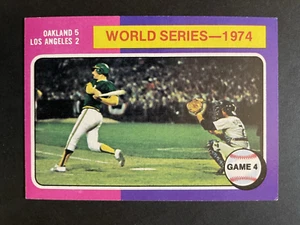 OAKLAND 5
LOS ANGELES 2
WORLD SERIES—1974
GAME 4